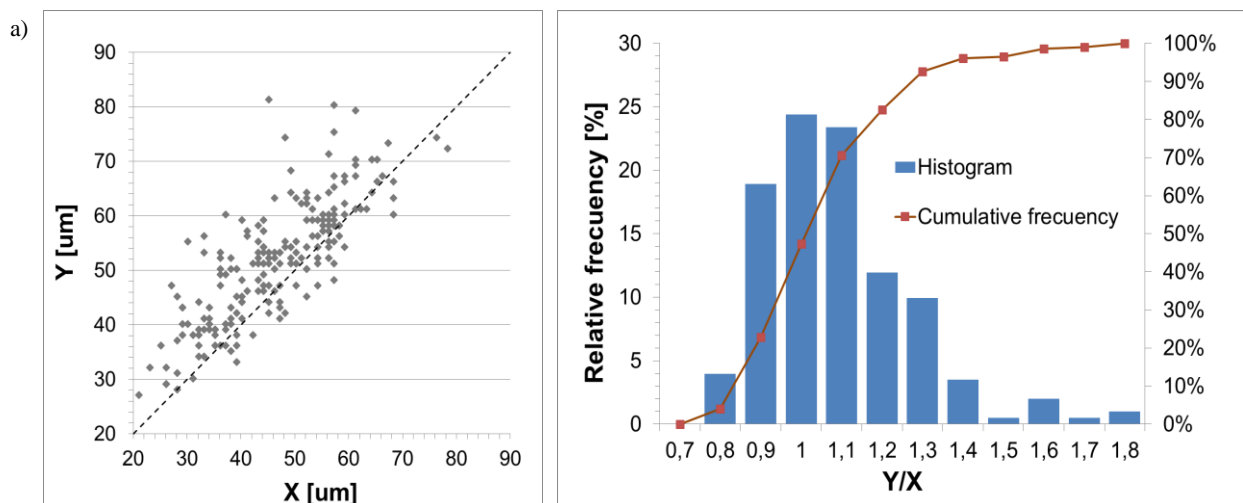 a)
90
80
70
60
50
40
30
20
Y [um]
20 30 40 50 60 70 80 90
X [um]
30
25
20
15
10
5
0
Relative frecuency [%]
Histogram
Cumulative frecuency
100%
90%
80%
70%
60%
50%
40%
30%
20%
10%
0%
0,7 0,8 0,9 1 1,1 1,2 1,3 1,4 1,5 1,6 1,7 1,8
Y/X